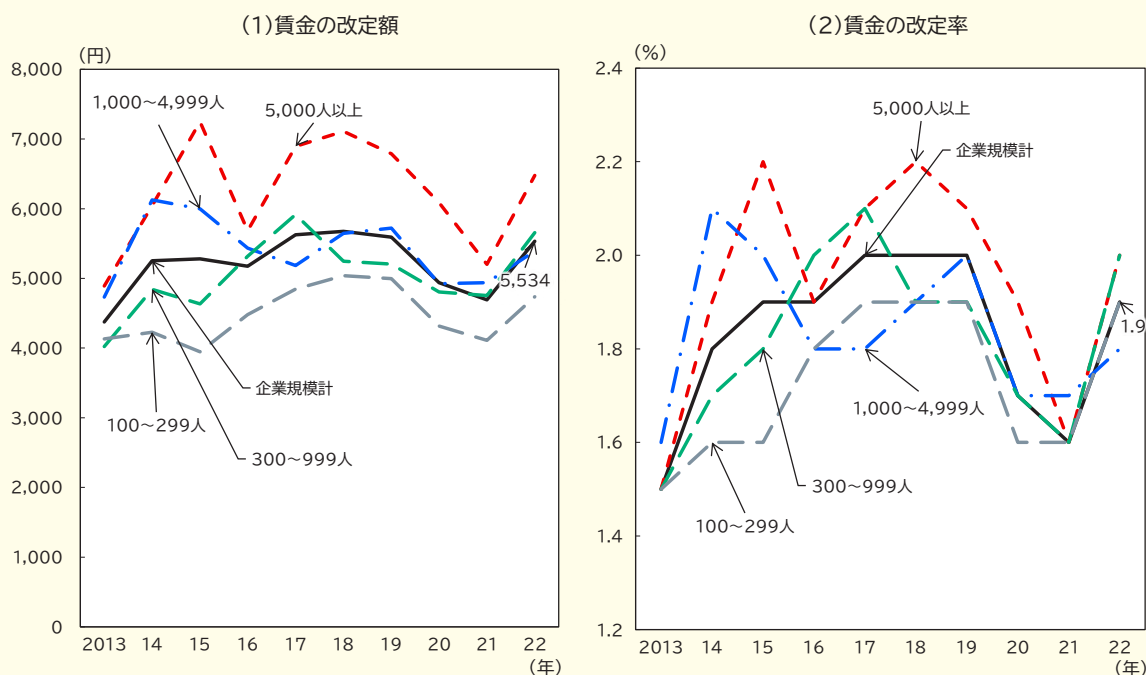 (1)賃金の改定額
(円)
8,000
7,000
6,000
5,000
4,000
3,000
2,000
1,000
0
1,000～4,999人
5,000人以上
5,534
企業規模計
100～299人
300～999人
2013 14 15 16 17 18 19 20 21 22
(年)
(2)賃金の改定率
(%)
2.4
2.2
2.0
1.8
1.6
1.4
1.2
5,000人以上
企業規模計
1.9
1,000～4,999人
300～999人
100～299人
2013 14 15 16 17 18 19 20 21 22
(年)